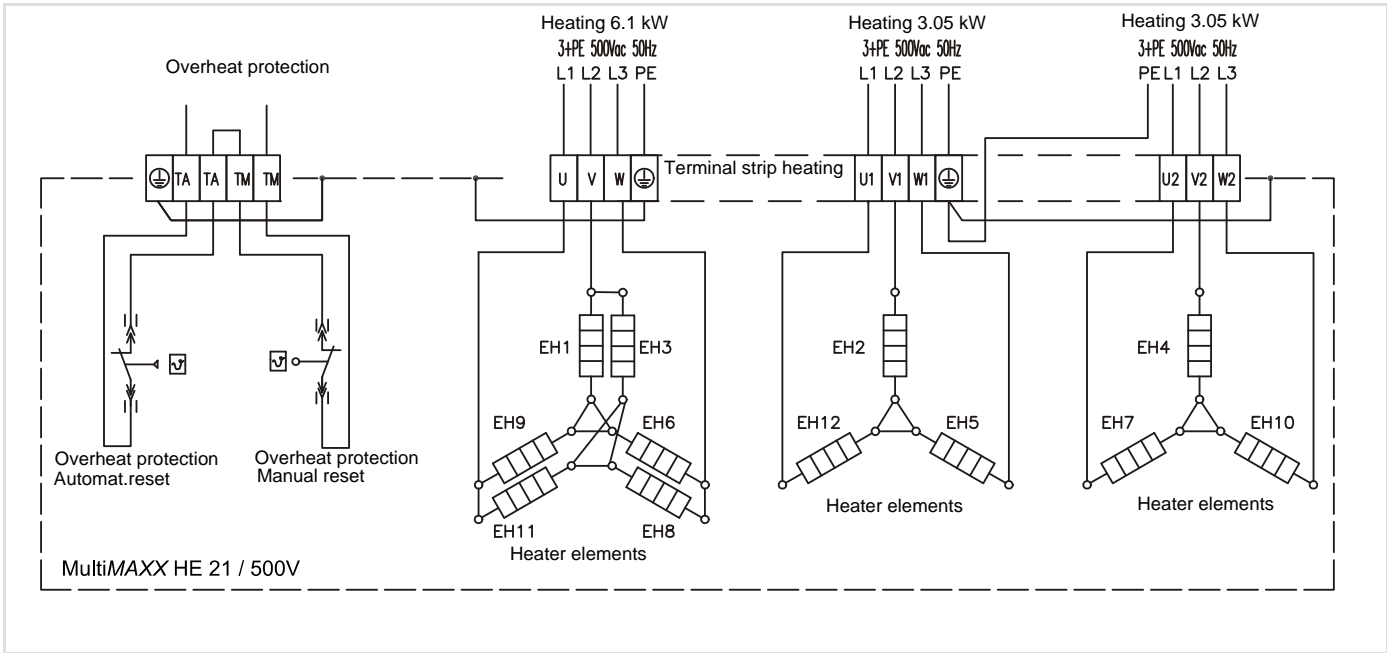 Overheat protection
Heating 6.1 kW
3+PE 500Vac 50Hz
L1 L2 L3 PE
Heating 3.05 kW
3+PE 500Vac 50Hz
L1 L2 L3 PE
Heating 3.05 kW
3+PE 500Vac 50Hz
PE L1 L2 L3
TA TA TM TM
U V W
Terminal strip heating
U1 V1 W1
U2 V2 W2
EH1 EH3
EH9 EH6
EH11 EH8
Heater elements
EH2
EH12 EH5
Heater elements
EH4
EH7 EH10
Heater elements
Overheat protection
Automat.reset
Overheat protection
Manual reset
MultiMAXX HE 21 / 500V